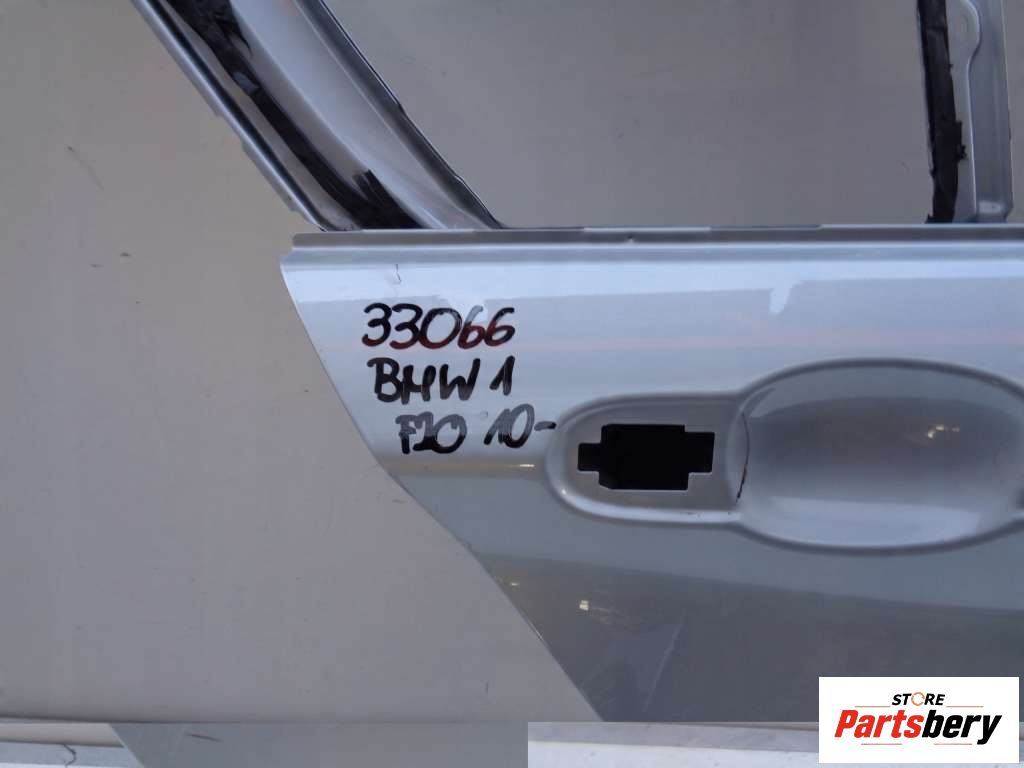 33066
BMW 1
F20 10-
STORE
Partsbery